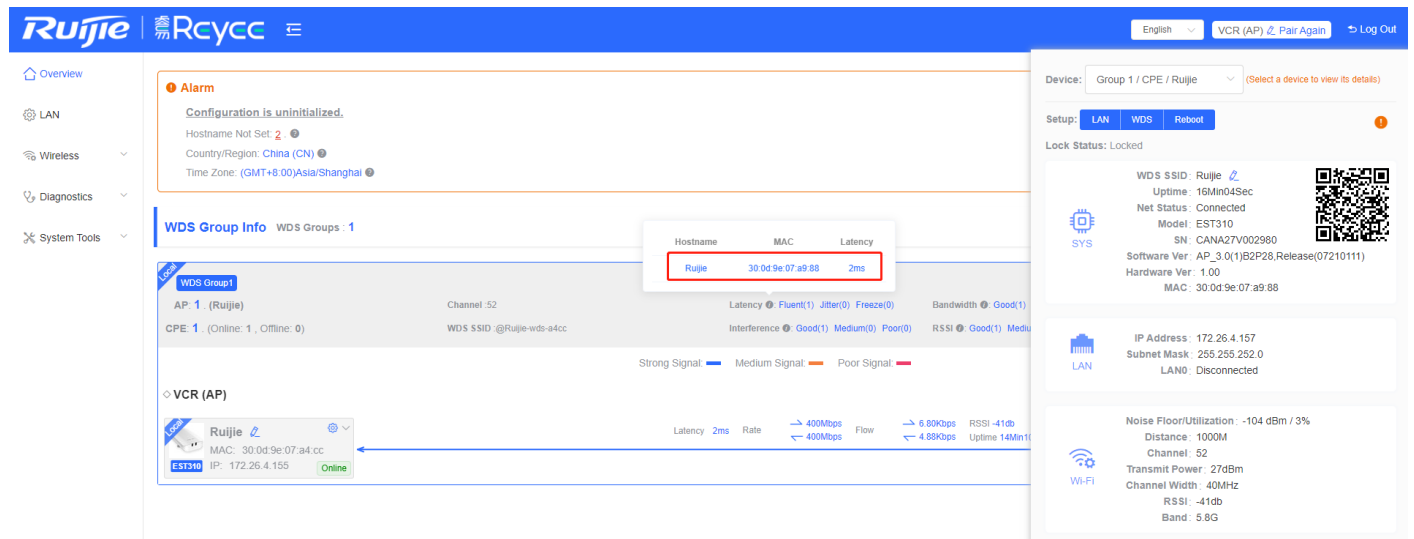 Ruijie Reyee English VCR (AP) Pair Again Log Out
Overview
LAN
Wireless
Diagnostics
System Tools
Alarm
Configuration is uninitialized.
Hostname Not Set: 2 .
Country/Region: China (CN)
Time Zone: (GMT+8:00)Asia/Shanghai
WDS Group Info WDS Groups : 1
Hostname MAC Latency
Ruijie 30:0d:9e:07:a9:88 2ms
Local
WDS Group1
AP: 1 . (Ruijie) Channel :52 Latency : Fluent(1) Jitter(0) Freeze(0) Bandwidth : Good(1)
CPE: 1 . (Online: 1 , Offline: 0) WDS SSID :@Ruijie-wds-a4cc Interference : Good(1) Medium(0) Poor(0) RSSI : Good(1) Mediu
Strong Signal: Medium Signal: Poor Signal:
VCR (AP)
Local
Ruijie
MAC: 30:0d:9e:07:a4:cc
EST310 IP: 172.26.4.155 Online
Latency 2ms Rate 400Mbps 400Mbps Flow 6.80Kbps 4.88Kbps RSSI -41db
Uptime 14Min10
Device: Group 1 / CPE / Ruijie (Select a device to view its details)
Setup: LAN WDS Reboot
Lock Status: Locked
SYS
WDS SSID: Ruijie
Uptime: 16Min04Sec
Net Status: Connected
Model: EST310
SN: CANA27V002980
Software Ver: AP_3.0(1)B2P28,Release(07210111)
Hardware Ver: 1.00
MAC: 30:0d:9e:07:a9:88
LAN
IP Address: 172.26.4.157
Subnet Mask: 255.255.252.0
LAN0: Disconnected
Wi-Fi
Noise Floor/Utilization: -104 dBm / 3%
Distance: 1000M
Channel: 52
Transmit Power: 27dBm
Channel Width: 40MHz
RSSI: -41db
Band: 5.8G